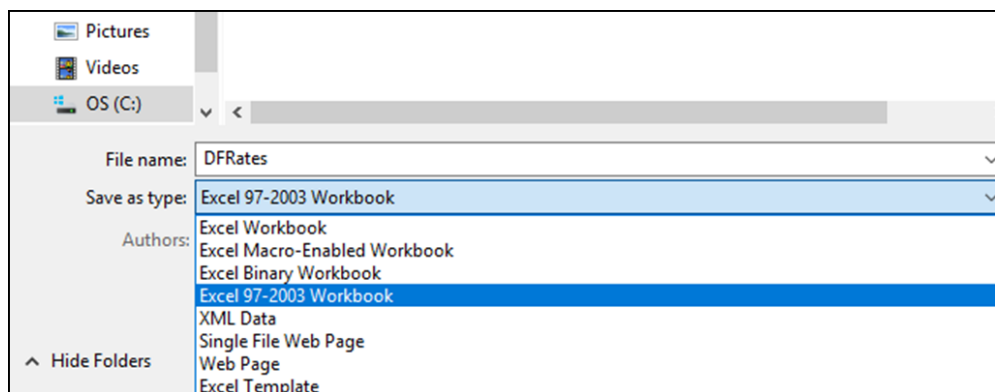 Pictures
Videos
OS (C:)
File name: DFRates
Save as type: Excel 97-2003 Workbook
Authors:
Excel Workbook
Excel Macro-Enabled Workbook
Excel Binary Workbook
Excel 97-2003 Workbook
XML Data
Single File Web Page
Web Page
Excel Template
Hide Folders